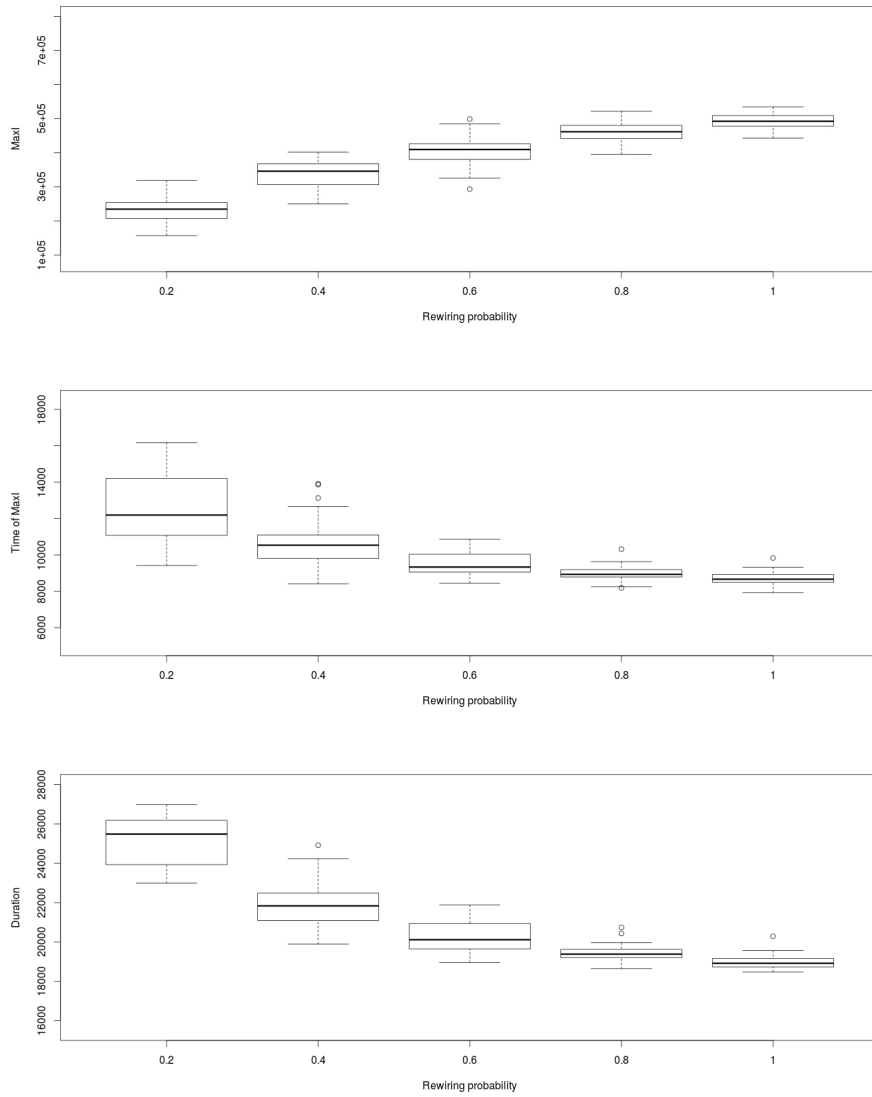 MaxI
7e+05
5e+05
3e+05
1e+05
0.2 0.4 0.6 0.8 1
Rewiring probability
Time of MaxI
18000
14000
10000
8000
6000
0.2 0.4 0.6 0.8 1
Rewiring probability
Duration
28000
26000
24000
22000
20000
18000
16000
0.2 0.4 0.6 0.8 1
Rewiring probability